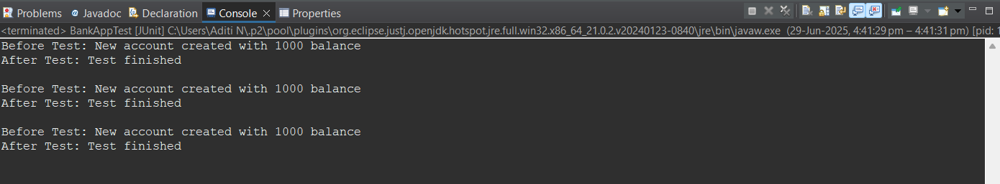 Problems @ Javadoc Declaration Console Properties
<terminated> BankAppTest [JUnit] C:\Users\Aditi N\.p2\pool\plugins\org.eclipse.justj.openjdk.hotspot.jre.full.win32.x86_64_21.0.2.v20240123-0840\jre\bin\javaw.exe (29-Jun-2025, 4:41:29 pm – 4:41:31 pm) [pid: 1
Before Test: New account created with 1000 balance
After Test: Test finished
Before Test: New account created with 1000 balance
After Test: Test finished
Before Test: New account created with 1000 balance
After Test: Test finished